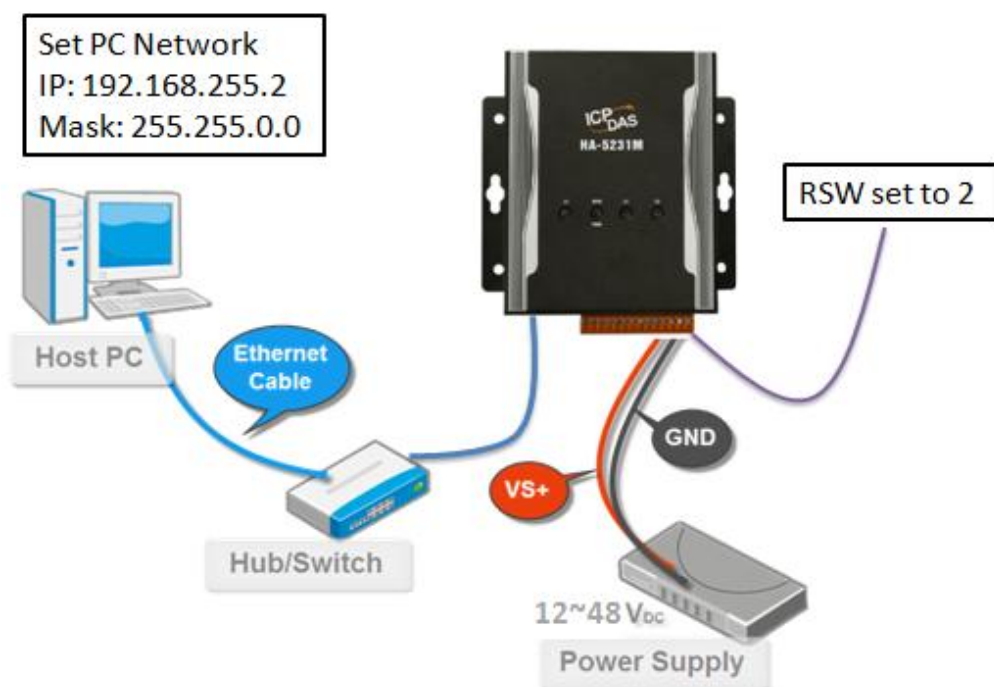 Set PC Network
IP: 192.168.255.2
Mask: 255.255.0.0
ICP
DAS
HA-5231M
RSW set to 2
Host PC
Ethernet
Cable
GND
VS+
Hub/Switch
12~48 VDC
Power Supply